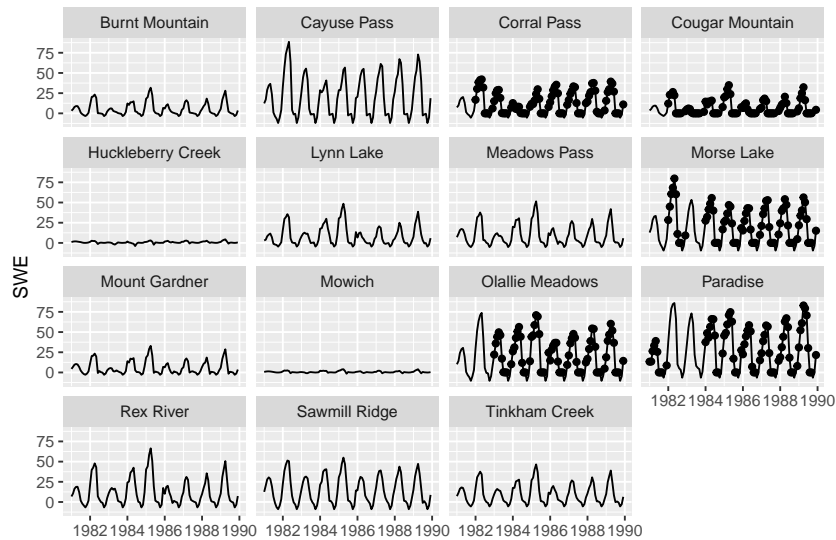 Burnt Mountain Cayuse Pass Corral Pass Cougar Mountain
75
50
25
0
Huckleberry Creek Lynn Lake Meadows Pass Morse Lake
75
50
25
0
SWE
Mount Gardner Mowich Olallie Meadows Paradise
75
50
25
0
1982 1984 1986 1988 1990
Rex River Sawmill Ridge Tinkham Creek
75
50
25
0
1982 1984 1986 1988 1990 1982 1984 1986 1988 1990 1982 1984 1986 1988 1990